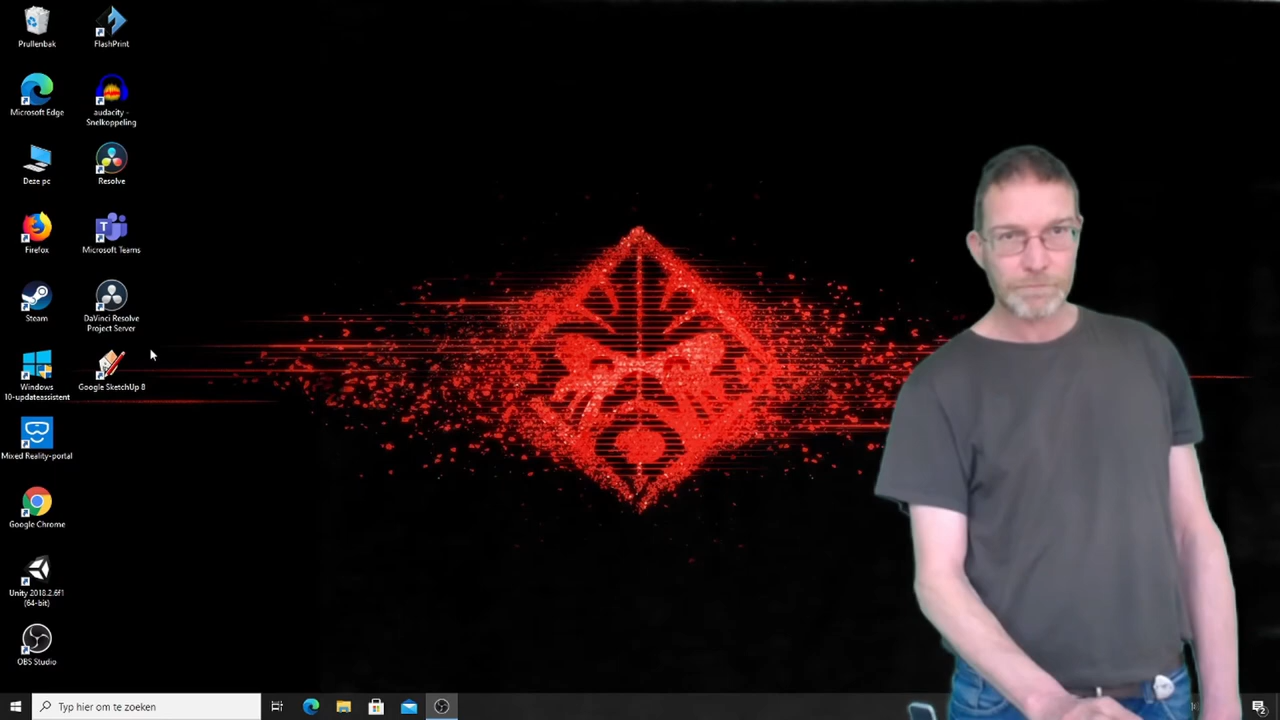 Prullenbak
FlashPrint
Microsoft Edge
audacity -
Snelkoppeling
Deze pc
Resolve
Firefox
Microsoft Teams
Steam
DaVinci Resolve
Project Server
Windows
10-updateassistent
Google SketchUp 8
Mixed Reality-portal
Google Chrome
Unity 2018.2.6f1
(64-bit)
OBS Studio
Typ hier om te zoeken
2